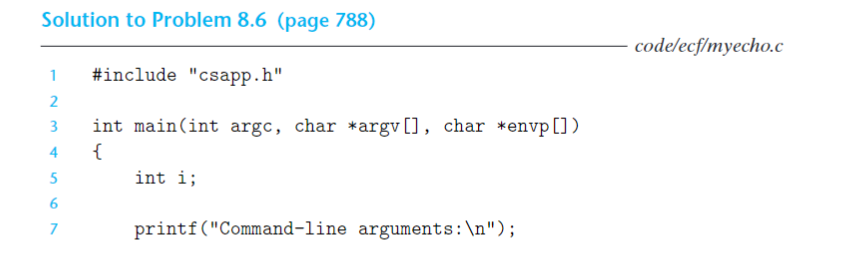 Solution to Problem 8.6 (page 788)
code/ecf/myecho.c
1 #include "csapp.h"
2
3 int main(int argc, char *argv[], char *envp[])
4 {
5     int i;
6
7     printf("Command-line arguments:\n");